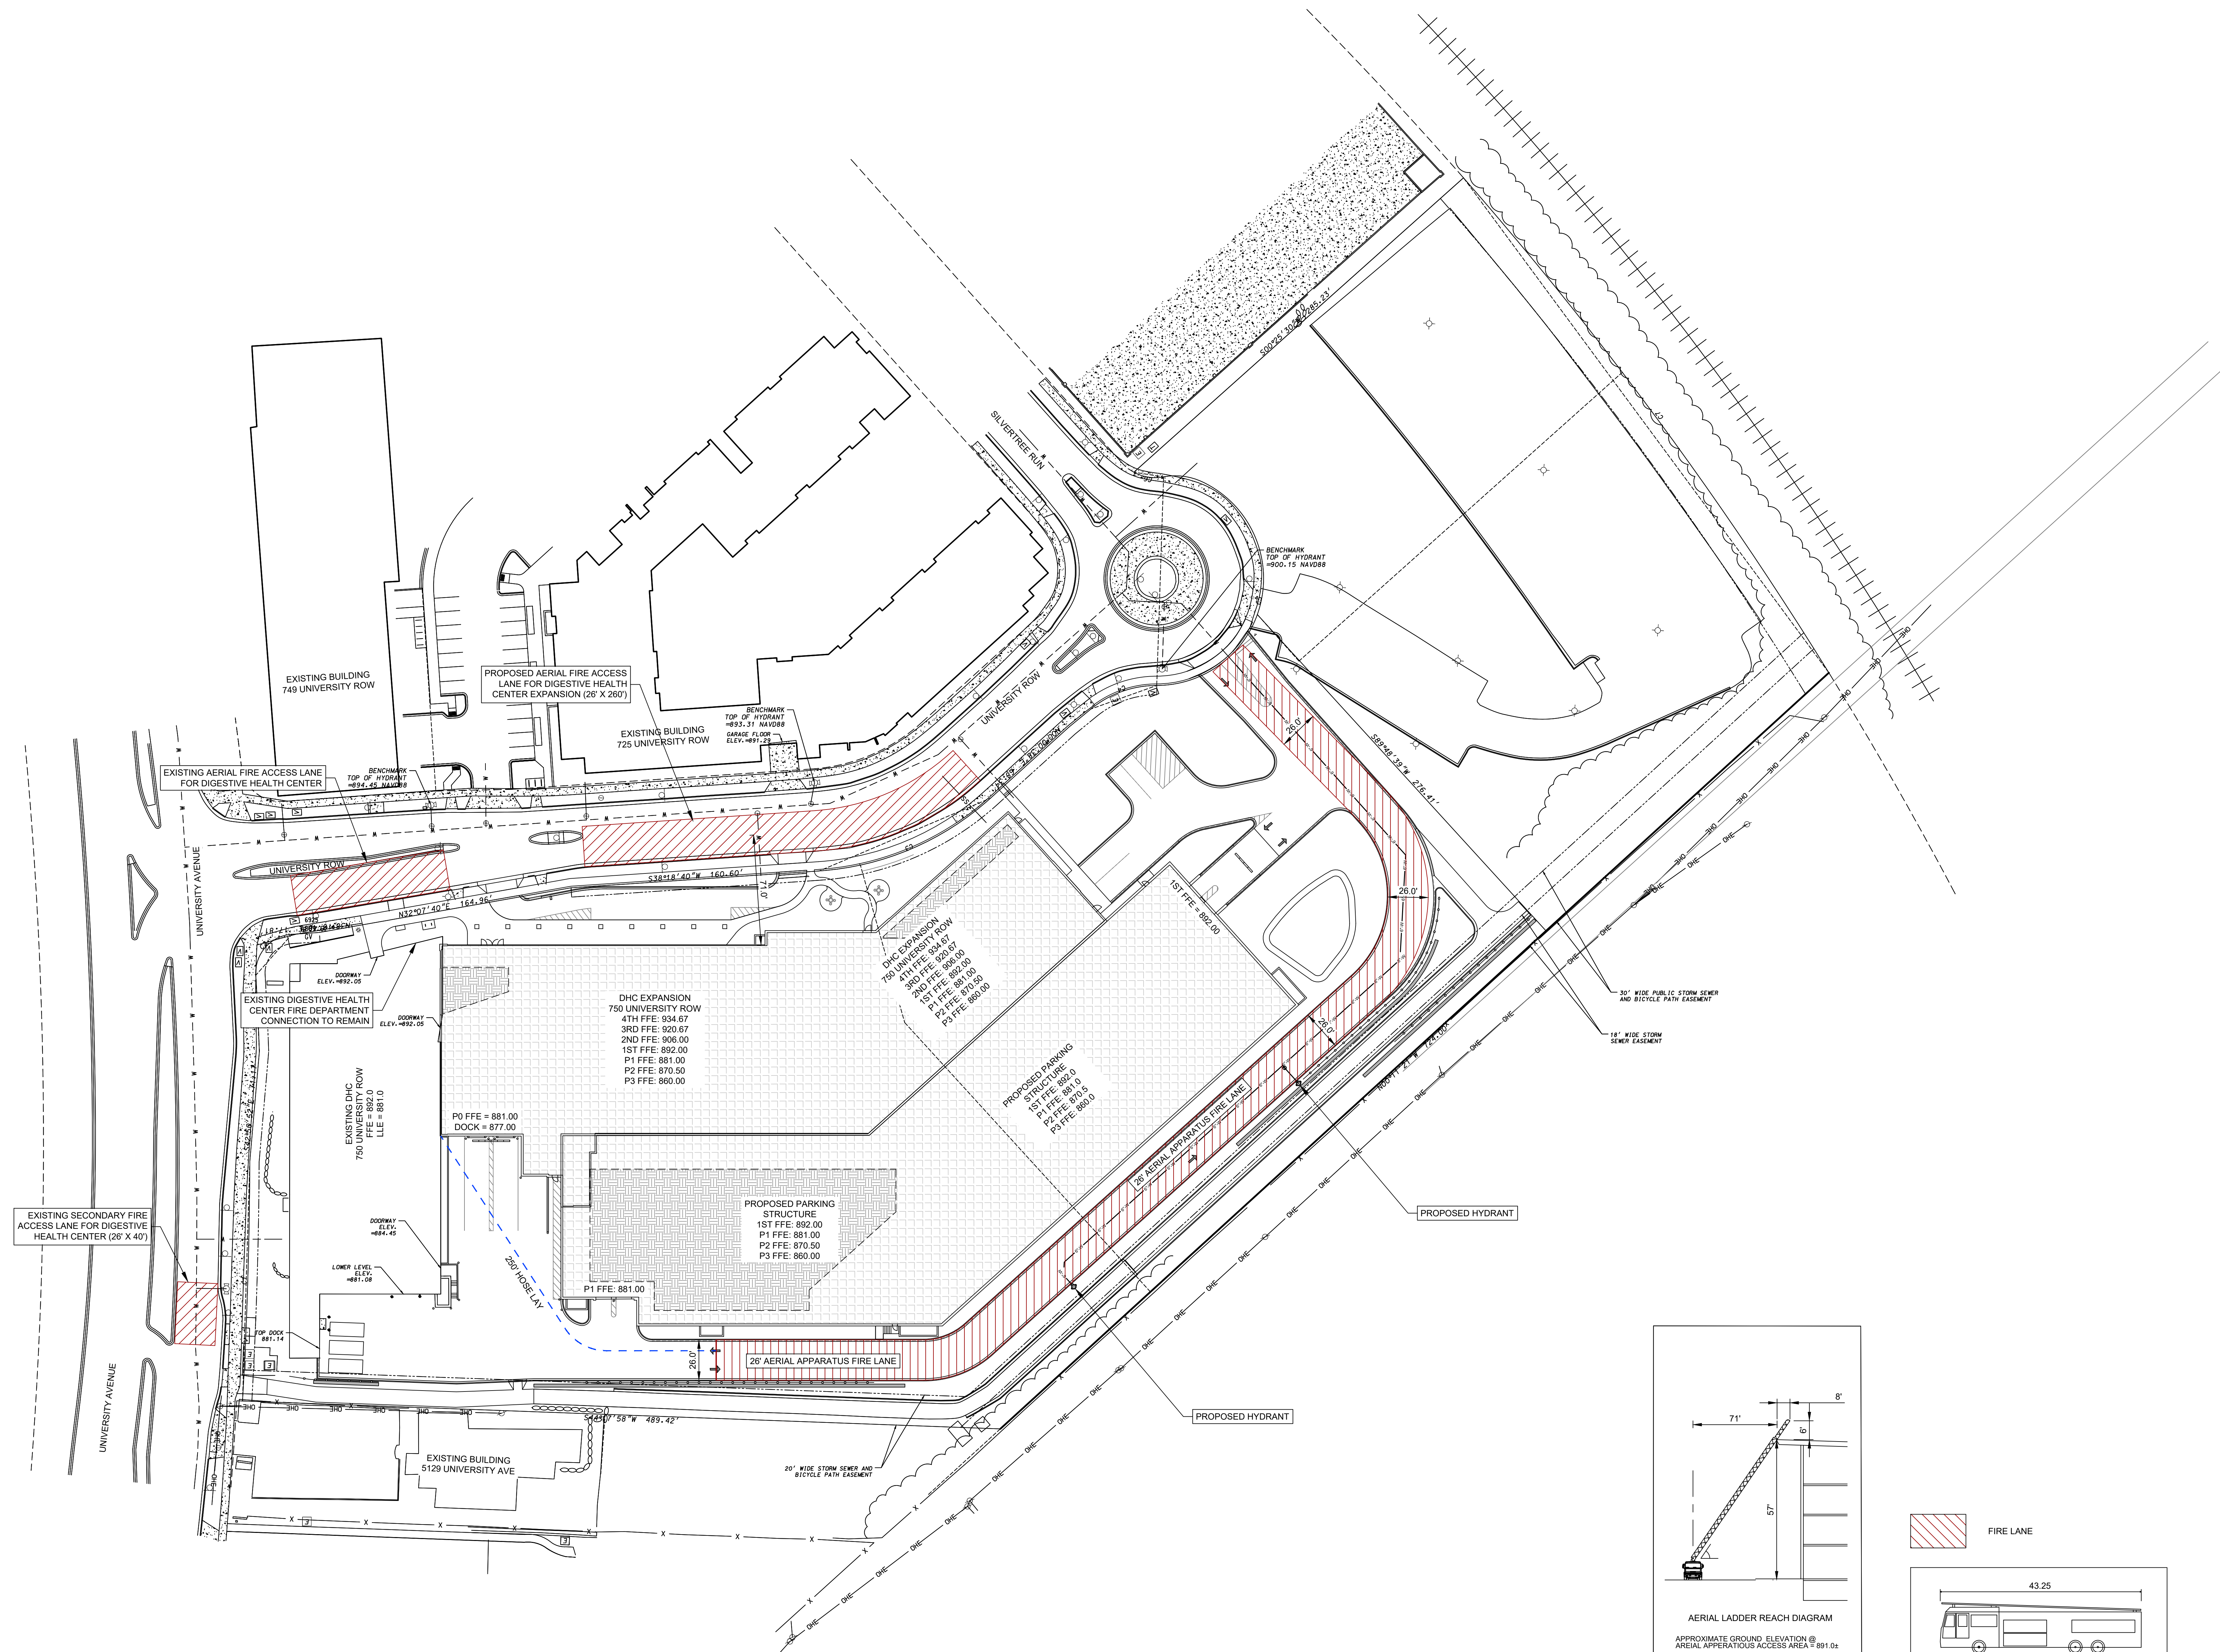 SILVERTREE RUN
S00°25'30"
285.23'
BENCHMARK
TOP OF HYDRANT
=900.15 NAVD88
EXISTING BUILDING
749 UNIVERSITY ROW
PROPOSED AERIAL FIRE ACCESS
LANE FOR DIGESTIVE HEALTH
CENTER EXPANSION (26' X 260')
BENCHMARK
TOP OF HYDRANT
=893.31 NAVD88
GARAGE FLOOR
ELEV.=891.29
EXISTING BUILDING
725 UNIVERSITY ROW
UNIVERSITY ROW
EXISTING AERIAL FIRE ACCESS LANE
FOR DIGESTIVE HEALTH CENTER
BENCHMARK
TOP OF HYDRANT
=894.45 NAVD88
26.0'
S89°48'39"W 276.41'
UNIVERSITY AVENUE
UNIVERSITY ROW
N32°07'40"E 164.96'
S38°18'40"W 160.60'
71.0'
26.0'
1ST FFE = 892.00
DOORWAY
ELEV.=892.05
EXISTING DIGESTIVE HEALTH
CENTER FIRE DEPARTMENT
CONNECTION TO REMAIN
DOORWAY
ELEV.=892.05
DHC EXPANSION
750 UNIVERSITY ROW
4TH FFE: 934.67
3RD FFE: 920.67
2ND FFE: 906.00
1ST FFE: 892.00
P1 FFE: 881.00
P2 FFE: 870.50
P3 FFE: 860.00
DHC EXPANSION
750 UNIVERSITY ROW
4TH FFE: 934.67
3RD FFE: 920.67
2ND FFE: 906.00
1ST FFE: 892.00
P1 FFE: 881.00
P2 FFE: 870.50
P3 FFE: 860.00
30' WIDE PUBLIC STORM SEWER
AND BICYCLE PATH EASEMENT
18' WIDE STORM
SEWER EASEMENT
26.0'
N00°11'21"W 724.00'
EXISTING DHC
750 UNIVERSITY ROW
FFE = 892.0
LLE = 881.0
PROPOSED PARKING
STRUCTURE
1ST FFE: 892.0
P1 FFE: 881.0
P2 FFE: 870.5
P3 FFE: 860.0
P0 FFE = 881.00
DOCK = 877.00
26' AERIAL APPARATUS FIRE LANE
PROPOSED HYDRANT
EXISTING SECONDARY FIRE
ACCESS LANE FOR DIGESTIVE
HEALTH CENTER (26' X 40')
DOORWAY
ELEV.
=884.45
PROPOSED PARKING
STRUCTURE
1ST FFE: 892.00
P1 FFE: 881.00
P2 FFE: 870.50
P3 FFE: 860.00
LOWER LEVEL
ELEV.
=881.08
250' HOSE LAY
P1 FFE: 881.00
TOP DOCK
881.14
26.0'
26' AERIAL APPARATUS FIRE LANE
UNIVERSITY AVENUE
PROPOSED HYDRANT
489.42'
EXISTING BUILDING
5129 UNIVERSITY AVE
20' WIDE STORM SEWER AND
BICYCLE PATH EASEMENT
8'
71'
6'
57'
AERIAL LADDER REACH DIAGRAM
APPROXIMATE GROUND ELEVATION @
AREIAL APPERATIOUS ACCESS AREA = 891.0±
FIRE LANE
43.25